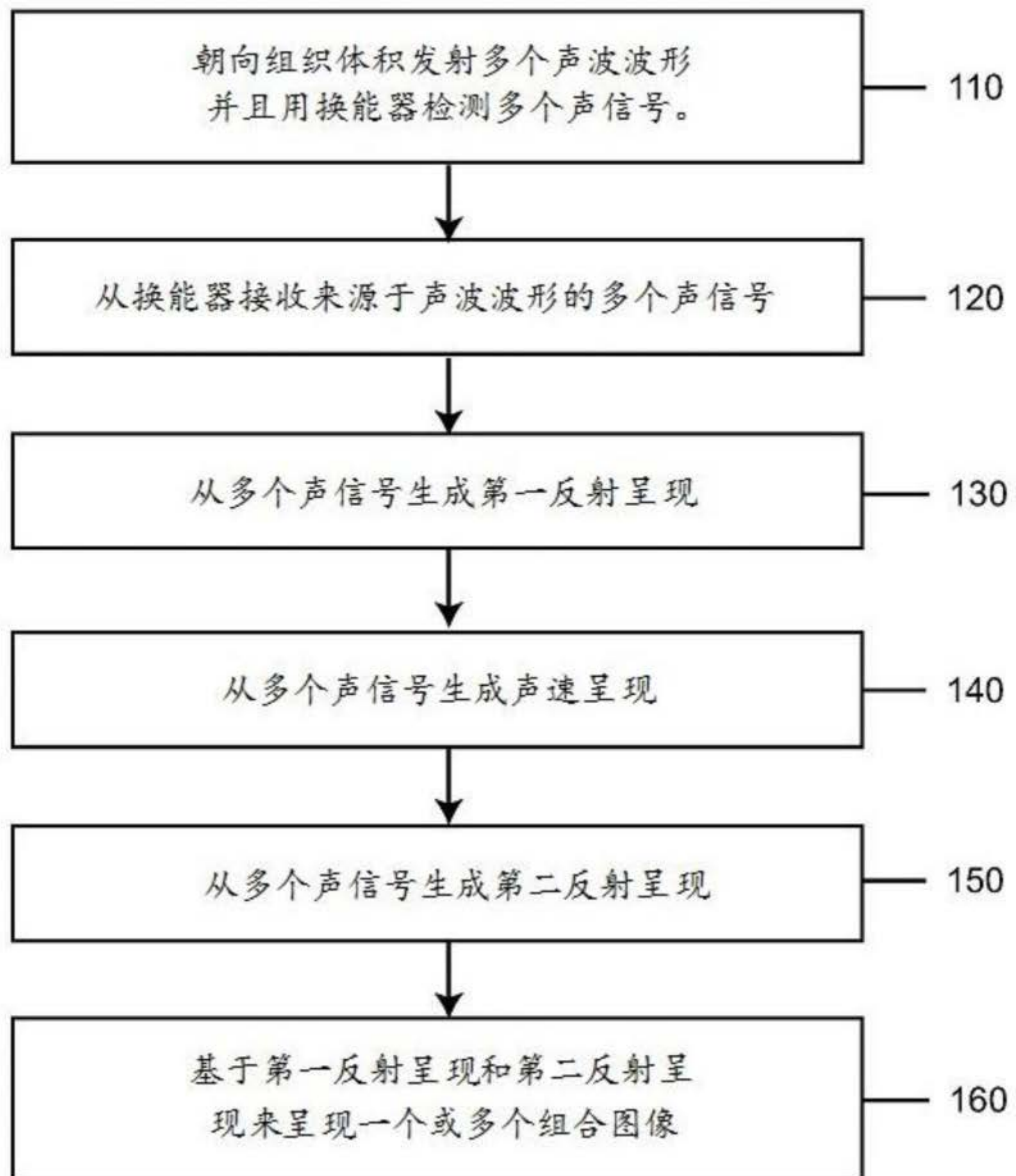 朝向组织体积发射多个声波波形
并且用换能器检测多个声信号。
110
从换能器接收来源于声波波形的多个声信号
120
从多个声信号生成第一反射呈现
130
从多个声信号生成声速呈现
140
从多个声信号生成第二反射呈现
150
基于第一反射呈现和第二反射呈
现来呈现一个或多个组合图像
160